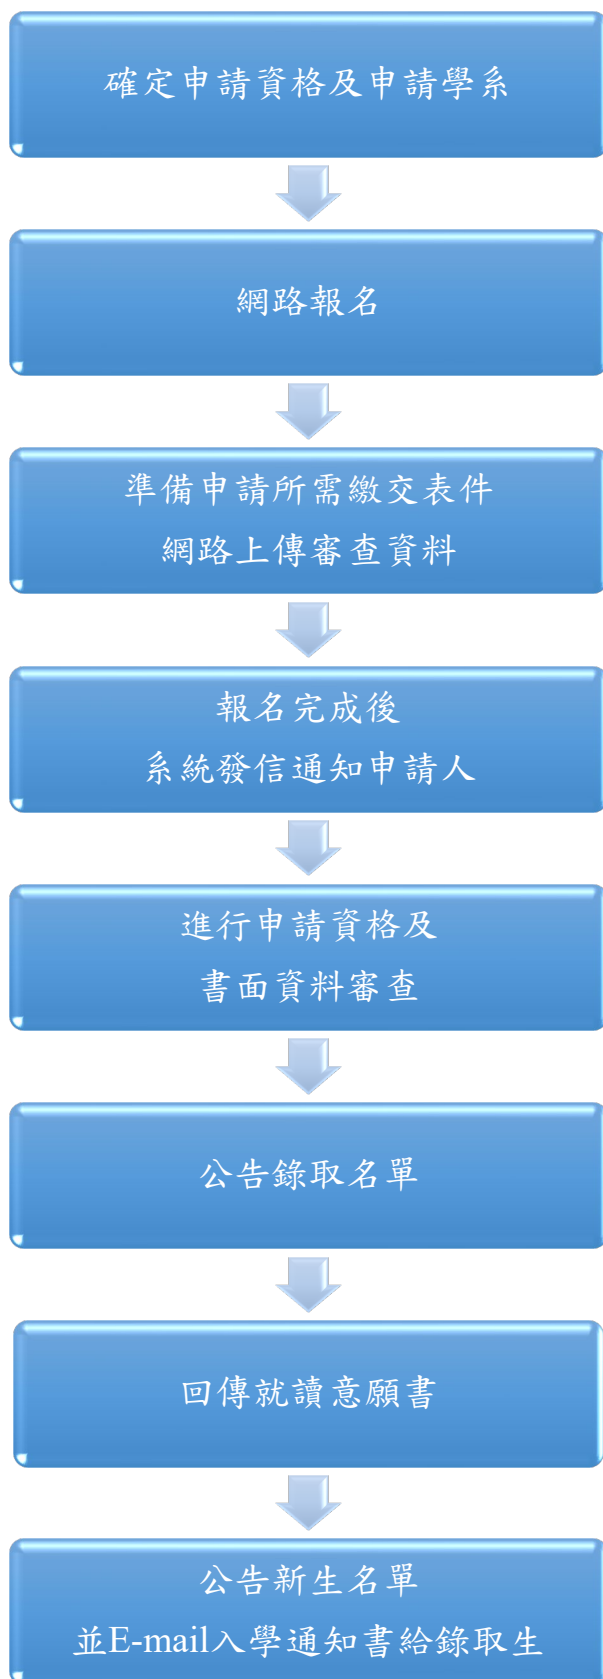 確定申請資格及申請學系
網路報名
準備申請所需繳交表件
網路上傳審查資料
報名完成後
系統發信通知申請人
進行申請資格及
書面資料審查
公告錄取名單
回傳就讀意願書
公告新生名單
並E-mail入學通知書給錄取生